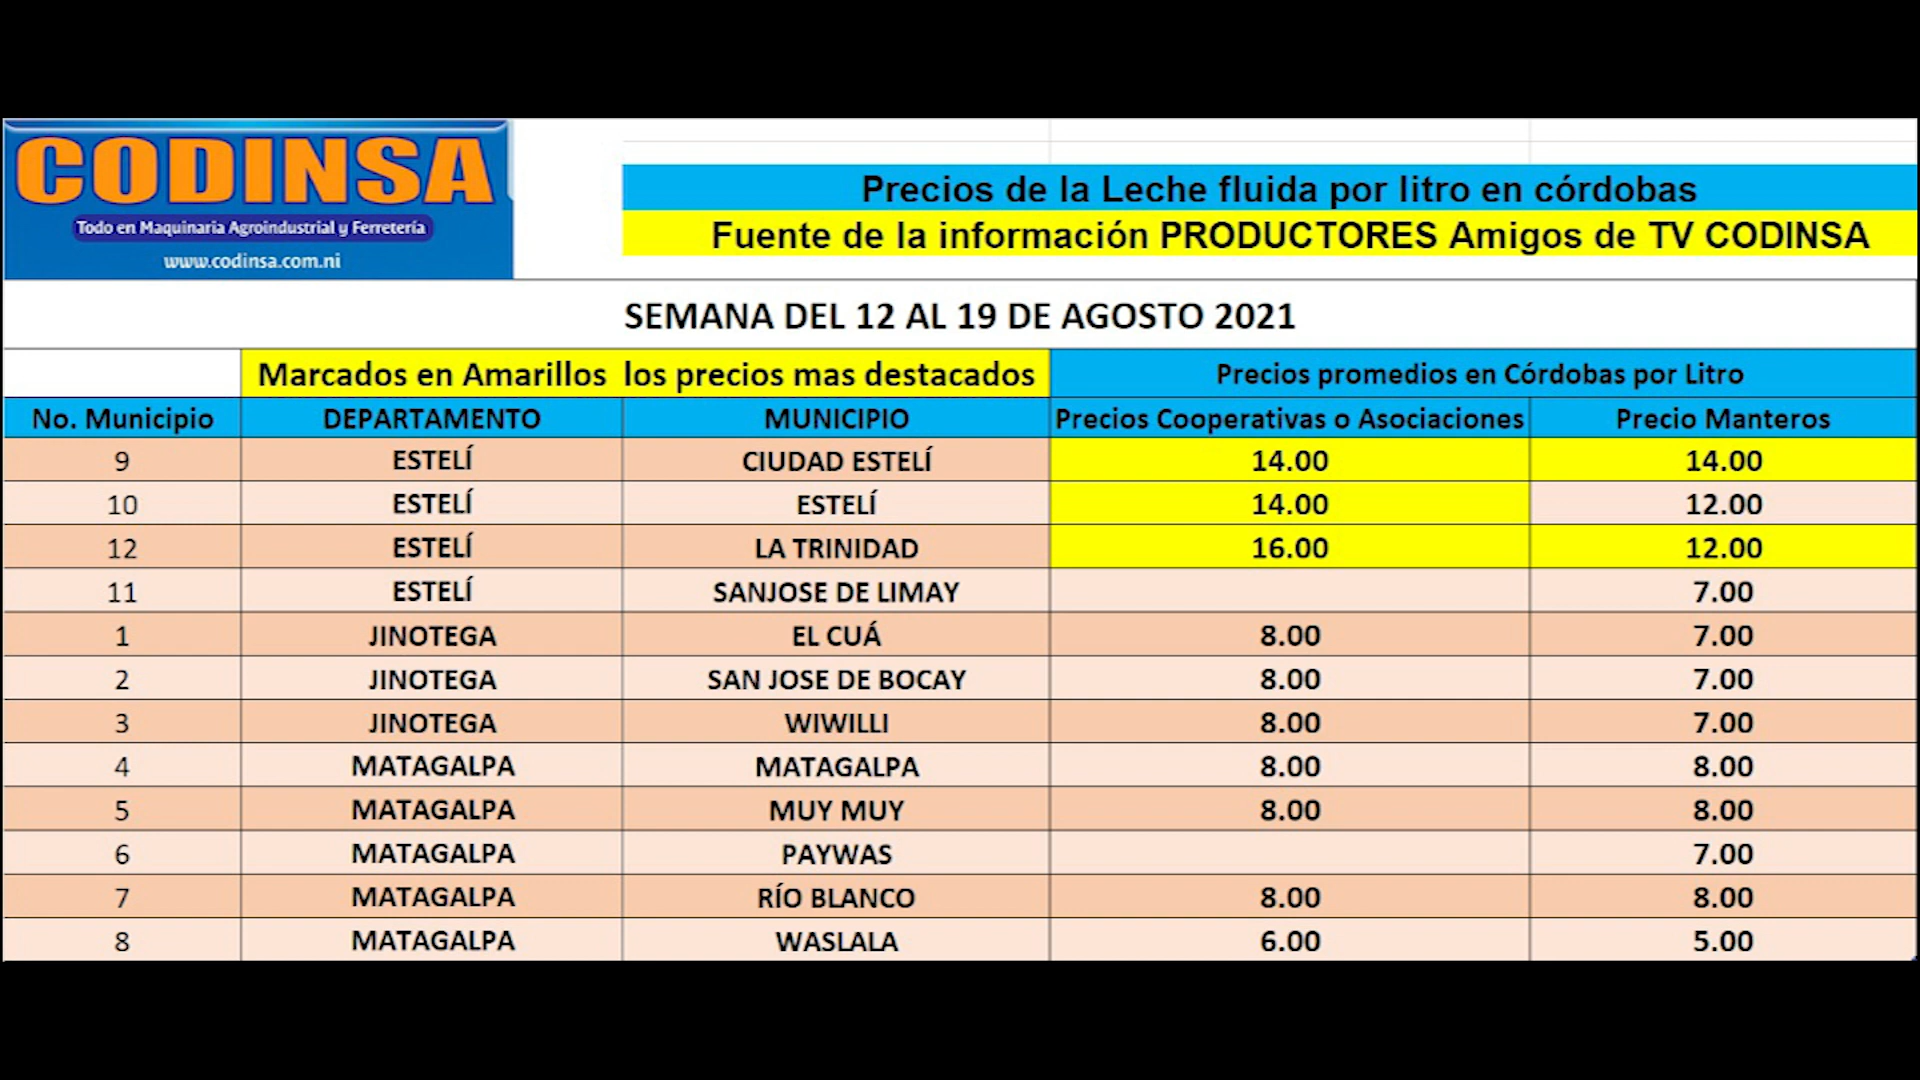 CODINSA
Todo en Maquinaria Agroindustrial y Ferretería
www.codinsa.com.ni
Precios de la Leche fluida por litro en córdobas
Fuente de la información PRODUCTORES Amigos de TV CODINSA
SEMANA DEL 12 AL 19 DE AGOSTO 2021
Marcados en Amarillos los precios mas destacados Precios promedios en Córdobas por Litro
No. Municipio DEPARTAMENTO MUNICIPIO Precios Cooperativas o Asociaciones Precio Manteros
9 ESTELÍ CIUDAD ESTELÍ 14.00 14.00
10 ESTELÍ ESTELÍ 14.00 12.00
12 ESTELÍ LA TRINIDAD 16.00 12.00
11 ESTELÍ SANJOSE DE LIMAY 7.00
1 JINOTEGA EL CUÁ 8.00 7.00
2 JINOTEGA SAN JOSE DE BOCAY 8.00 7.00
3 JINOTEGA WIWILLI 8.00 7.00
4 MATAGALPA MATAGALPA 8.00 8.00
5 MATAGALPA MUY MUY 8.00 8.00
6 MATAGALPA PAYWAS 7.00
7 MATAGALPA RÍO BLANCO 8.00 8.00
8 MATAGALPA WASLALA 6.00 5.00